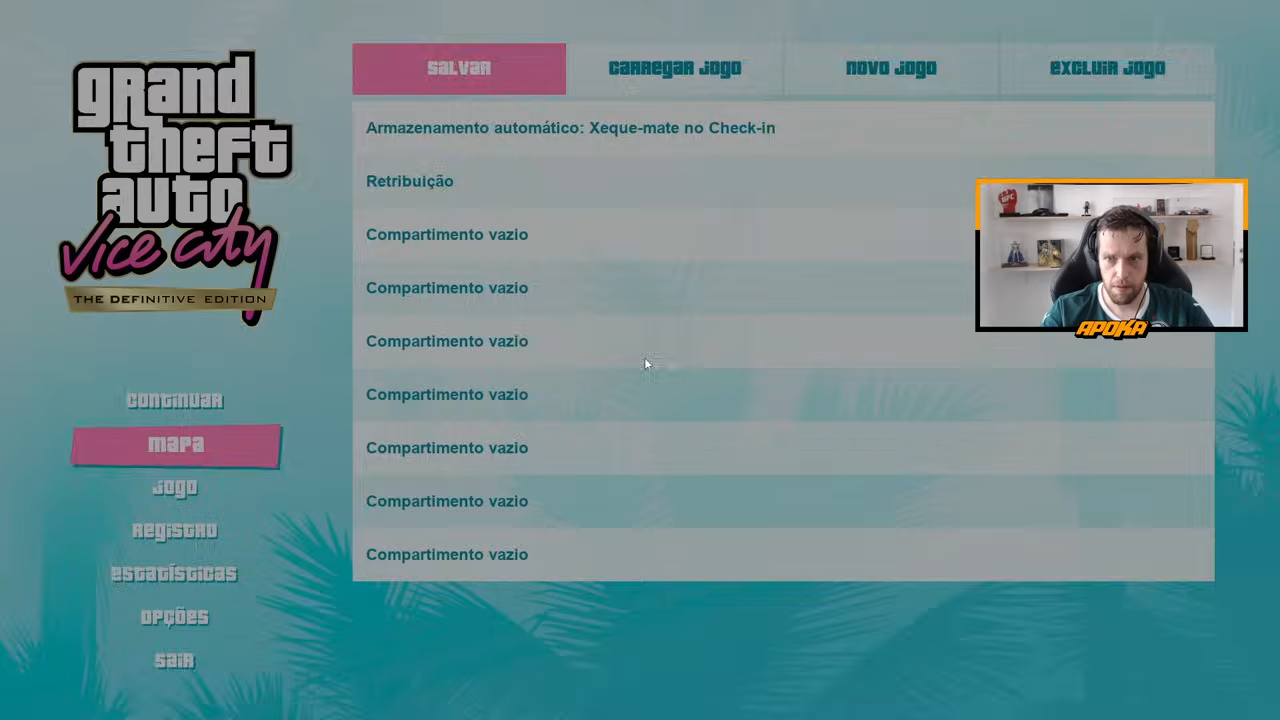 grand
theft
auto
vice city
THE DEFINITIVE EDITION
CONTINUAR
MAPA
JOGO
REGISTRO
ESTATÍSTICAS
OPÇÕES
SAIR
SALVAR
CARREGAR JOGO
NOVO JOGO
EXCLUIR JOGO
Armazenamento automático: Xeque-mate no Check-in
Retribuição
Compartimento vazio
Compartimento vazio
Compartimento vazio
Compartimento vazio
Compartimento vazio
Compartimento vazio
Compartimento vazio
UFC
APOKA